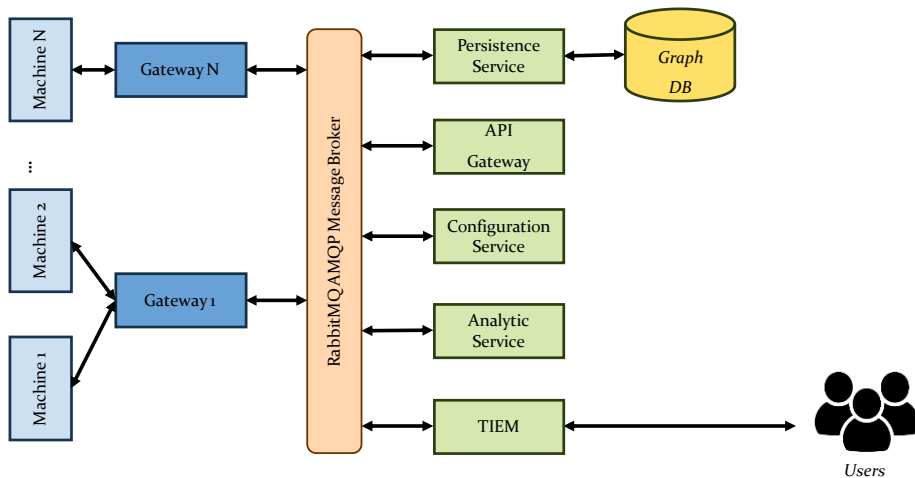 Machine N
Gateway N
Persistence
Service
Graph
DB
API
Gateway
...
Machine 2
RabbitMQ AMQP Message Broker
Configuration
Service
Gateway 1
Analytic
Service
Machine 1
TIEM
Users